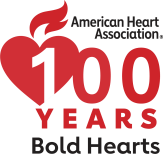 American Heart
Association®
100
YEARS
Bold Hearts